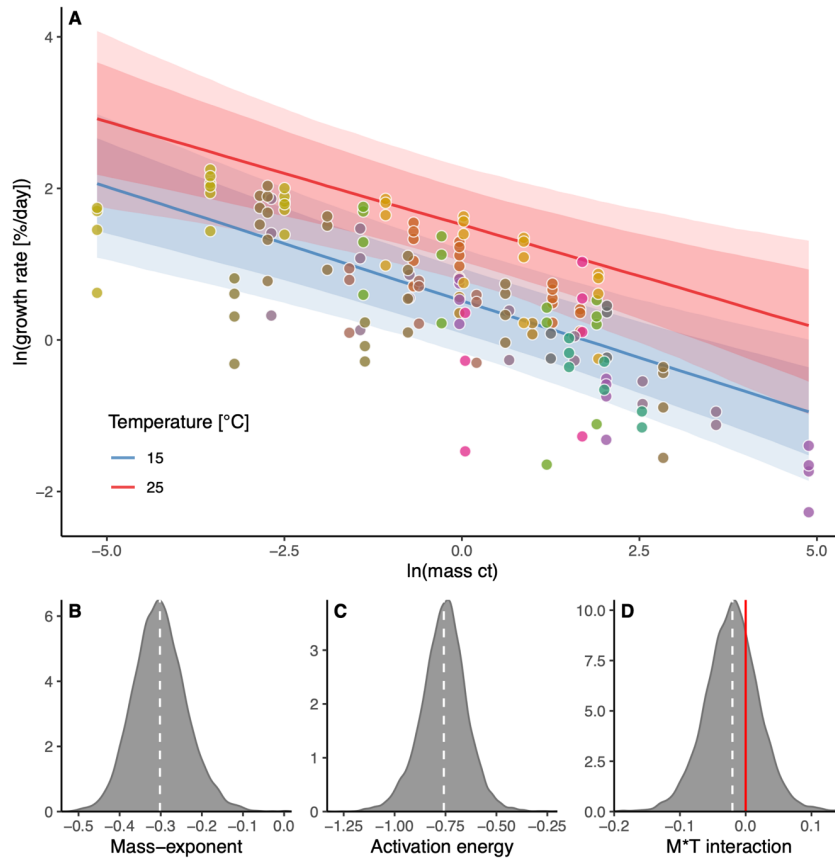 A
ln(growth rate [%/day])
4
2
0
−2
Temperature [°C]
15
25
−5.0 −2.5 0.0 2.5 5.0
ln(mass ct)
B
6
4
2
0
−0.5 −0.4 −0.3 −0.2 −0.1 0.0
Mass−exponent
C
3
2
1
0
−1.25 −1.00 −0.75 −0.50 −0.25
Activation energy
D
10.0
7.5
5.0
2.5
0.0
−0.2 −0.1 0.0 0.1
M*T interaction